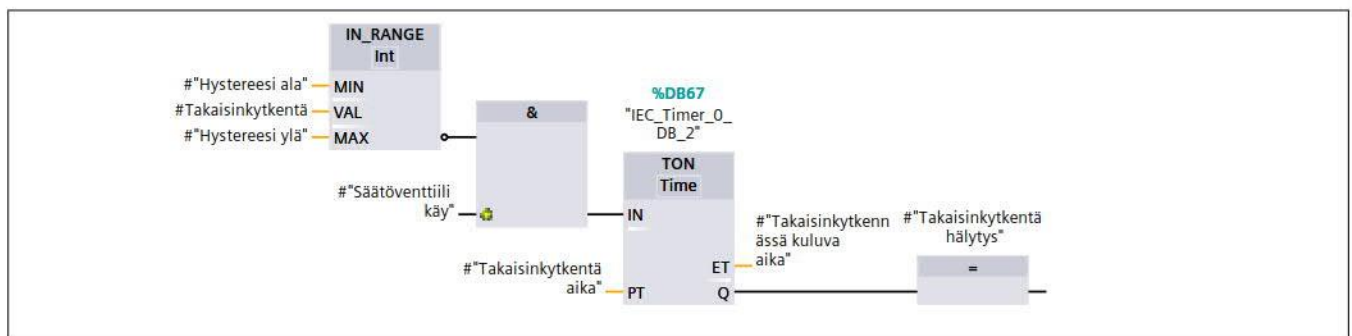 IN_RANGE
Int
#"Hystereesi ala"
MIN
#Takaisinkytkentä
VAL
#"Hystereesi ylä"
MAX
&
#"Säätöventtiili
käy"
%DB67
"IEC_Timer_0_
DB_2"
TON
Time
IN
#"Takaisinkytkentä
aika"
PT
ET
Q
#"Takaisinkytkenn
ässä kuluva
aika"
#"Takaisinkytkentä
hälytys"
=